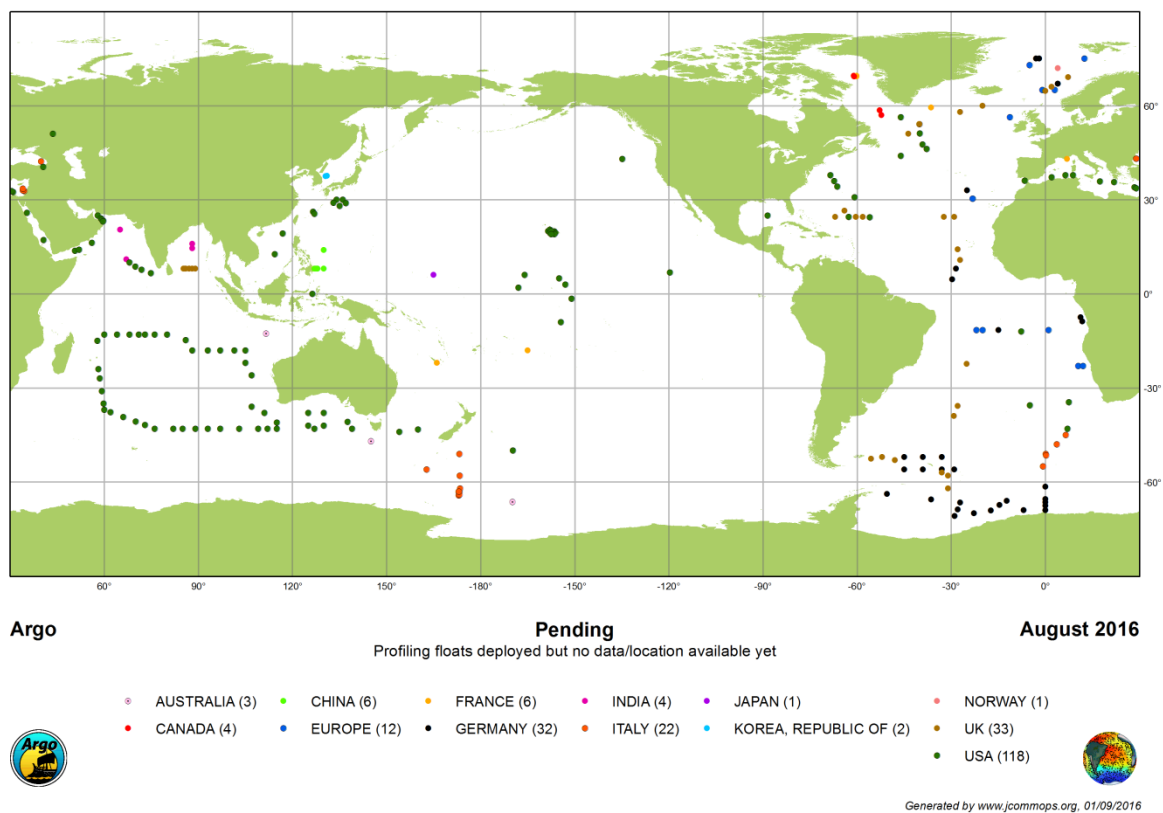 60°
30°
0°
-30°
-60°
60°
90°
120°
150°
-180°
-150°
-120°
-90°
-60°
-30°
0°
Argo
Pending
August 2016
Profiling floats deployed but no data/location available yet
AUSTRALIA (3)
CHINA (6)
FRANCE (6)
INDIA (4)
JAPAN (1)
NORWAY (1)
CANADA (4)
EUROPE (12)
GERMANY (32)
ITALY (22)
KOREA, REPUBLIC OF (2)
UK (33)
USA (118)
Argo
Generated by www.jcommops.org, 01/09/2016